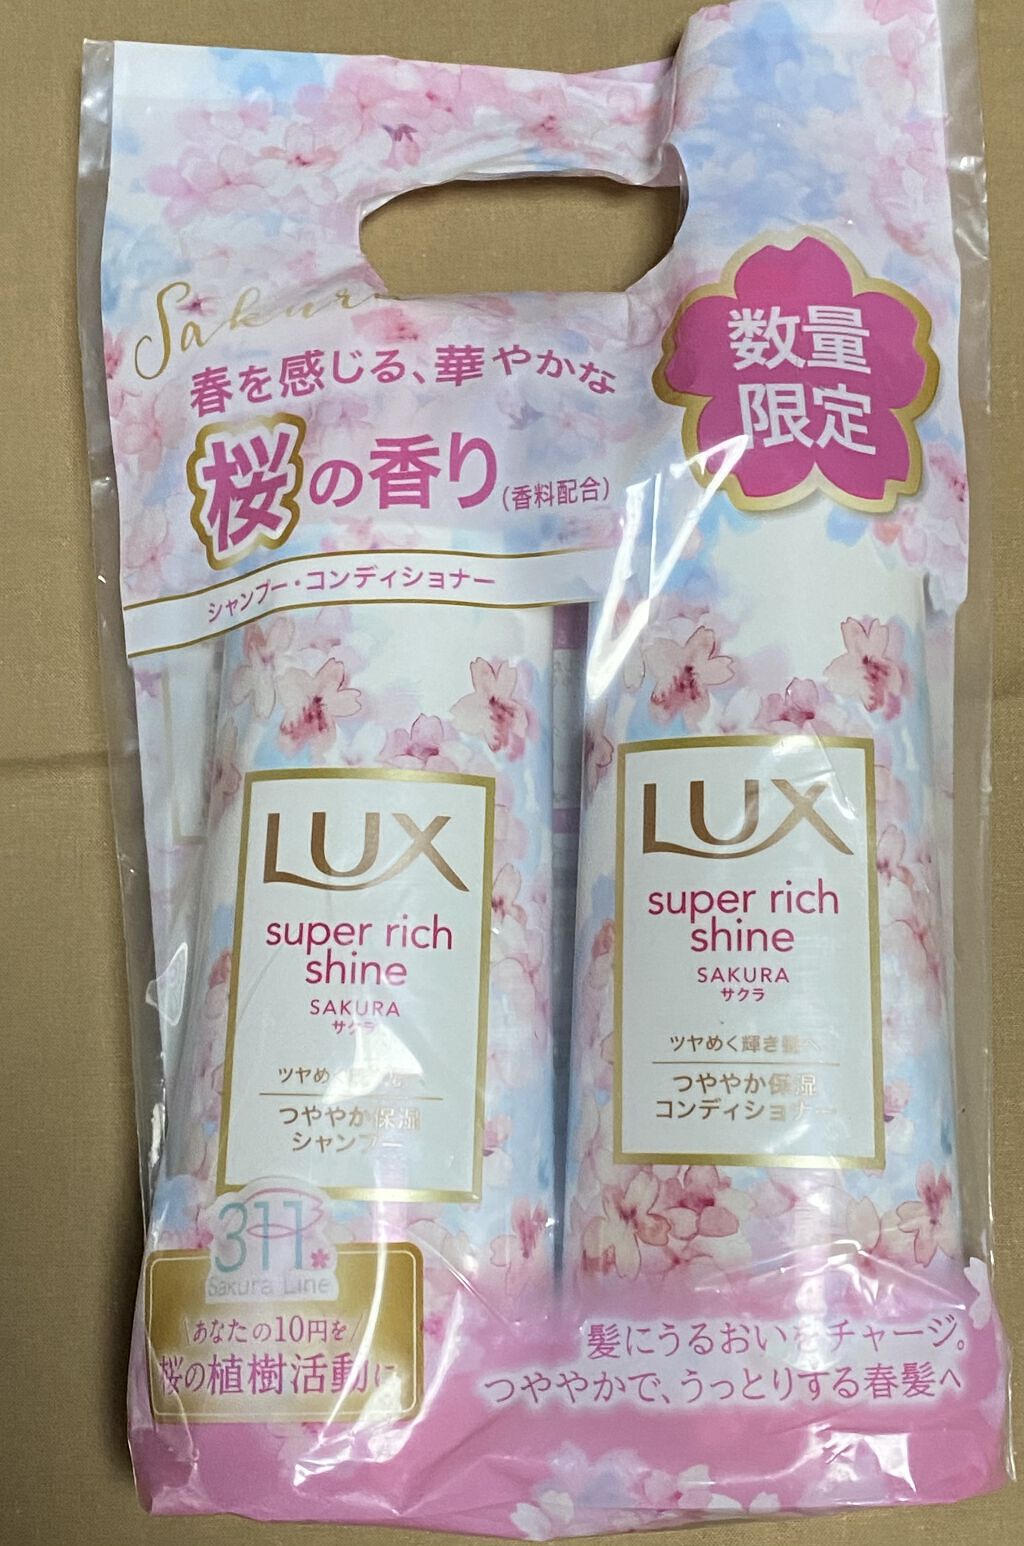 Sakura
春を感じる、華やかな
桜の香り(香料配合)
シャンプー・コンディショナー
数量
限定
LUX
super rich
shine
SAKURA
サクラ
ツヤめく
つややか保湿
シャンプー
LUX
super rich
shine
SAKURA
サクラ
ツヤめく輝き髪へ
つややか保湿
コンディショナー
311
Sakura Line
\あなたの10円を/
桜の植樹活動に
髪にうるおいをチャージ。
つややかで、うっとりする春髪へ